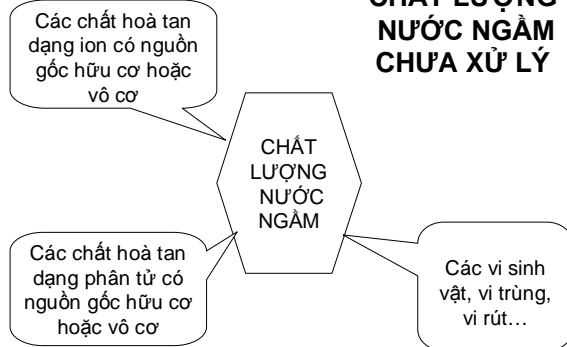 CHẤT LƯỢNG
NƯỚC NGẦM
CHƯA XỬ LÝ
Các chất hoà tan
dạng ion có nguồn
gốc hữu cơ hoặc
vô cơ
CHẤT
LƯỢNG
NƯỚC
NGẦM
Các chất hoà tan
dạng phân tử có
nguồn gốc hữu cơ
hoặc vô cơ
Các vi sinh
vật, vi trùng,
vi rút...